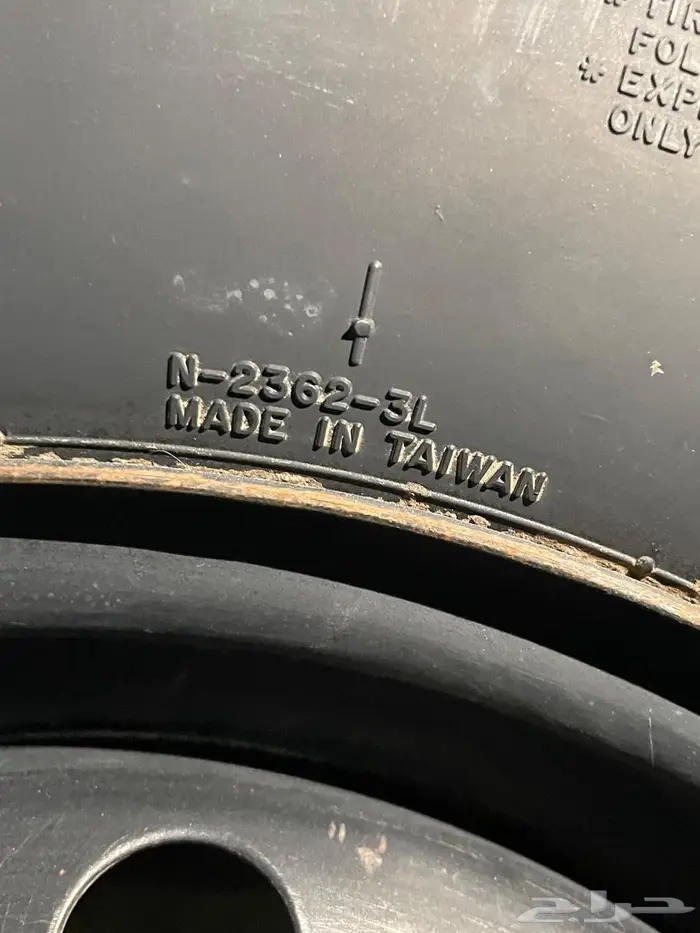 FOL
* EXP
ONLY
N-2362-3L
MADE IN TAIWAN
حراج